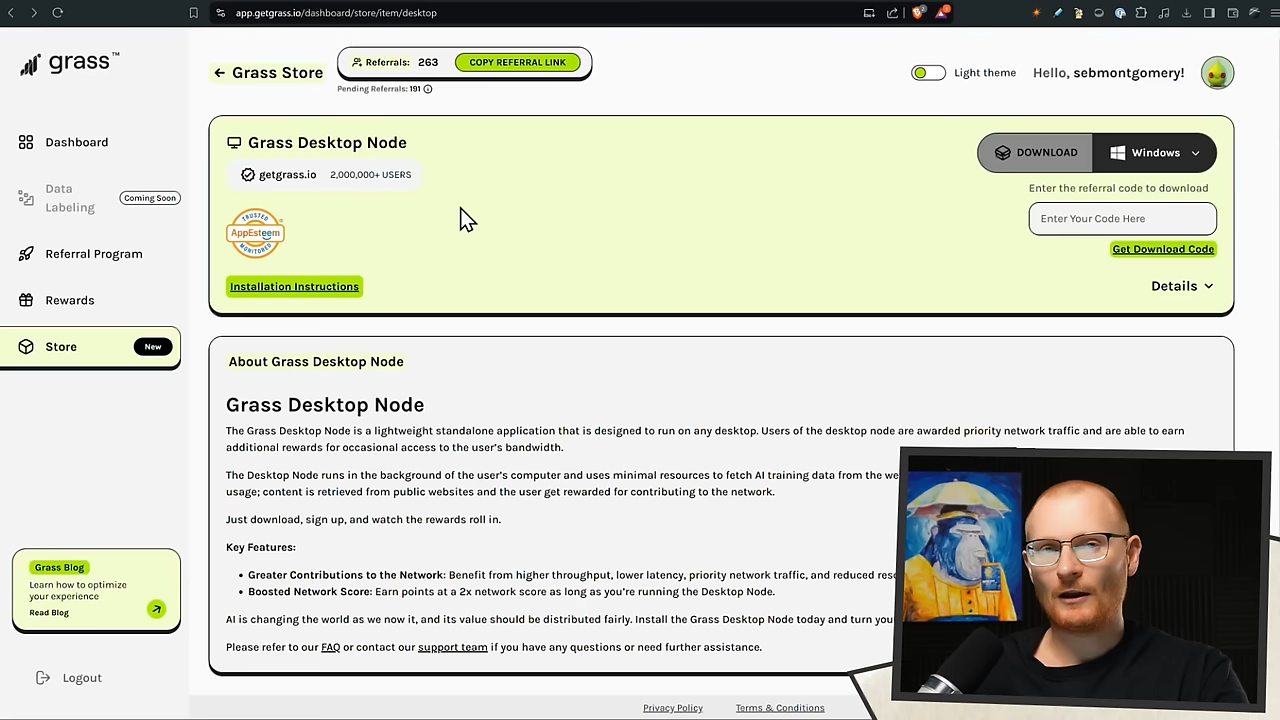 app.getgrass.io/dashboard/store/item/desktop
grass™
Grass Store
Referrals: 263
COPY REFERRAL LINK
Pending Referrals: 191
Light theme
Hello, sebmontgomery!
Dashboard
Data Labeling
Coming Soon
Referral Program
Rewards
Store
New
Grass Desktop Node
getgrass.io 2,000,000+ USERS
TRUSTED
AppEsteem
MONITORED
Installation Instructions
DOWNLOAD
Windows
Enter the referral code to download
Enter Your Code Here
Get Download Code
Details
About Grass Desktop Node
Grass Desktop Node
The Grass Desktop Node is a lightweight standalone application that is designed to run on any desktop. Users of the desktop node are awarded priority network traffic and are able to earn
additional rewards for occasional access to the user's bandwidth.
The Desktop Node runs in the background of the user's computer and uses minimal resources to fetch AI training data from the we
usage; content is retrieved from public websites and the user get rewarded for contributing to the network.
Just download, sign up, and watch the rewards roll in.
Key Features:
• Greater Contributions to the Network: Benefit from higher throughput, lower latency, priority network traffic, and reduced reso
• Boosted Network Score: Earn points at a 2x network score as long as you're running the Desktop Node.
AI is changing the world as we now it, and its value should be distributed fairly. Install the Grass Desktop Node today and turn you
Please refer to our FAQ or contact our support team if you have any questions or need further assistance.
Grass Blog
Learn how to optimize
your experience
Read Blog
Logout
Privacy Policy
Terms & Conditions